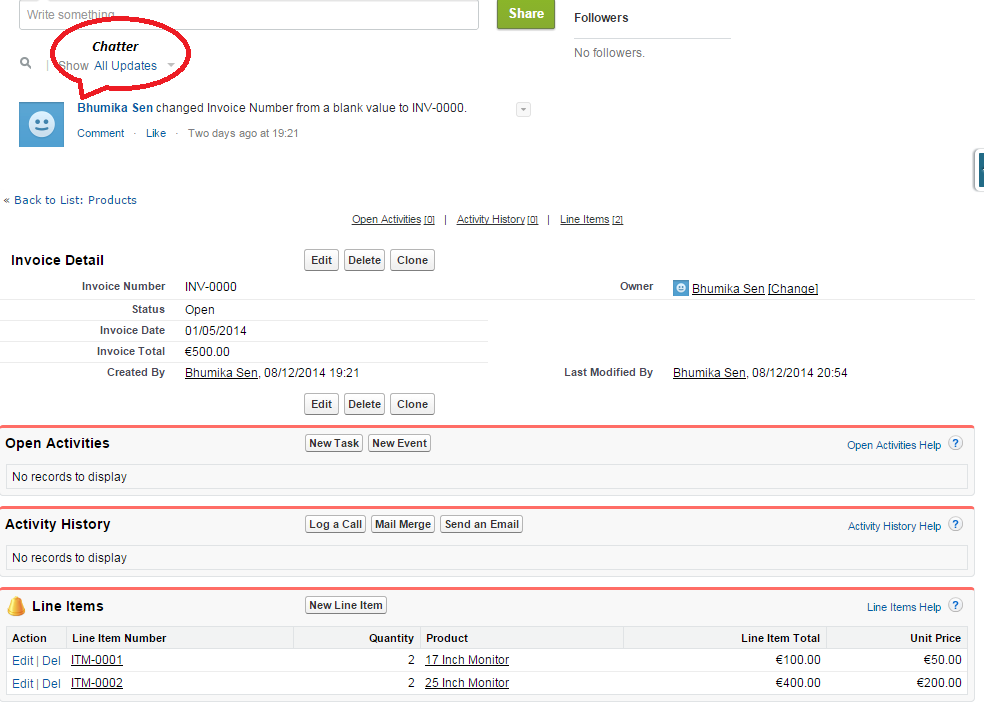 Write something...
Share
Followers
No followers.
Chatter
Show All Updates
Bhumika Sen changed Invoice Number from a blank value to INV-0000.
Comment · Like · Two days ago at 19:21
« Back to List: Products
Open Activities [0] | Activity History [0] | Line Items [2]
Invoice Detail
Edit Delete Clone
Invoice Number INV-0000
Owner Bhumika Sen [Change]
Status Open
Invoice Date 01/05/2014
Invoice Total €500.00
Created By Bhumika Sen, 08/12/2014 19:21
Last Modified By Bhumika Sen, 08/12/2014 20:54
Edit Delete Clone
Open Activities
New Task New Event
Open Activities Help ?
No records to display
Activity History
Log a Call Mail Merge Send an Email
Activity History Help ?
No records to display
Line Items
New Line Item
Line Items Help ?
Action Line Item Number Quantity Product Line Item Total Unit Price
Edit | Del ITM-0001 2 17 Inch Monitor €100.00 €50.00
Edit | Del ITM-0002 2 25 Inch Monitor €400.00 €200.00